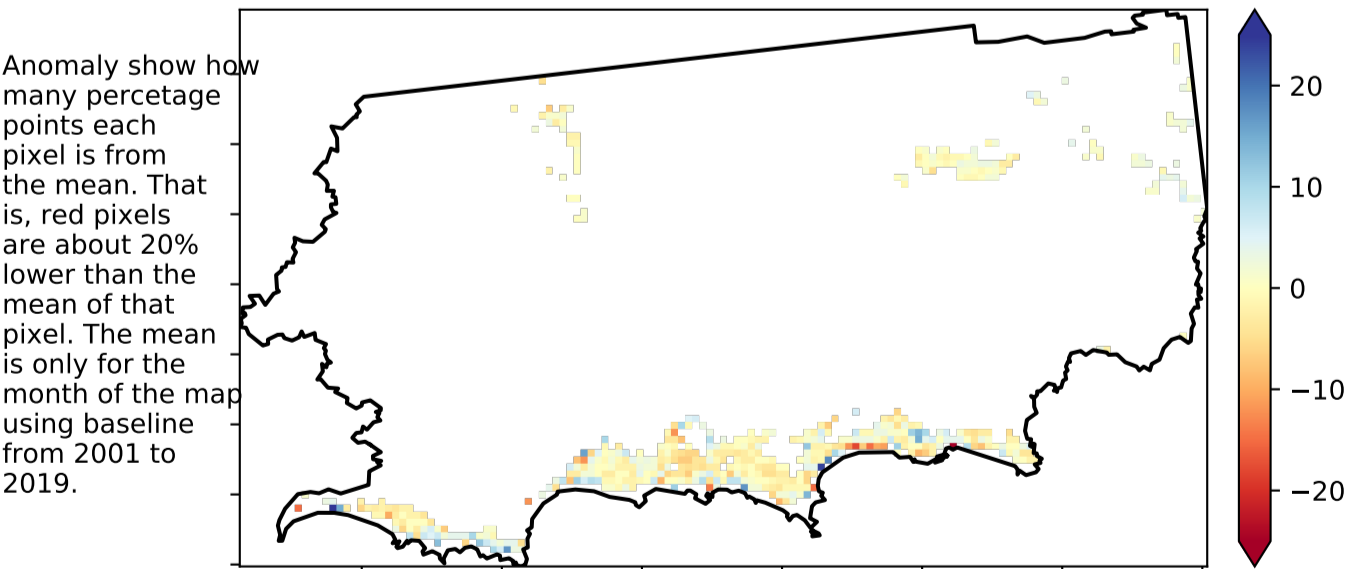 Anomaly show how
many percetage
points each
pixel is from
the mean. That
is, red pixels
are about 20%
lower than the
mean of that
pixel. The mean
is only for the
month of the map
using baseline
from 2001 to
2019.
20
10
0
−10
−20